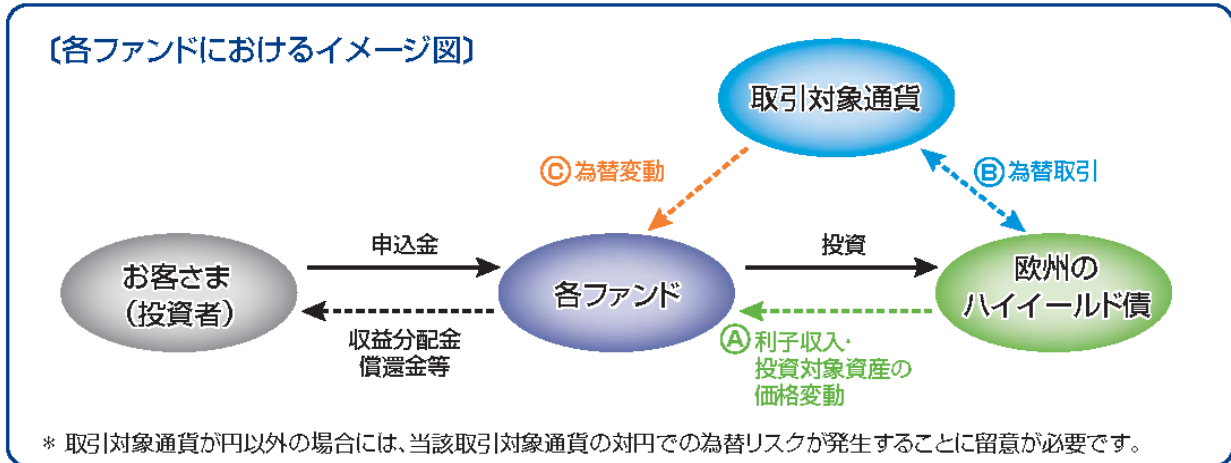 〔各ファンドにおけるイメージ図〕
取引対象通貨
Ⓒ為替変動
Ⓑ為替取引
申込金
投資
お客さま
(投資者)
各ファンド
欧州の
ハイイールド債
収益分配金
償還金等
Ⓐ利子収入・
投資対象資産の
価格変動
* 取引対象通貨が円以外の場合には、当該取引対象通貨の対円での為替リスクが発生することに留意が必要です。